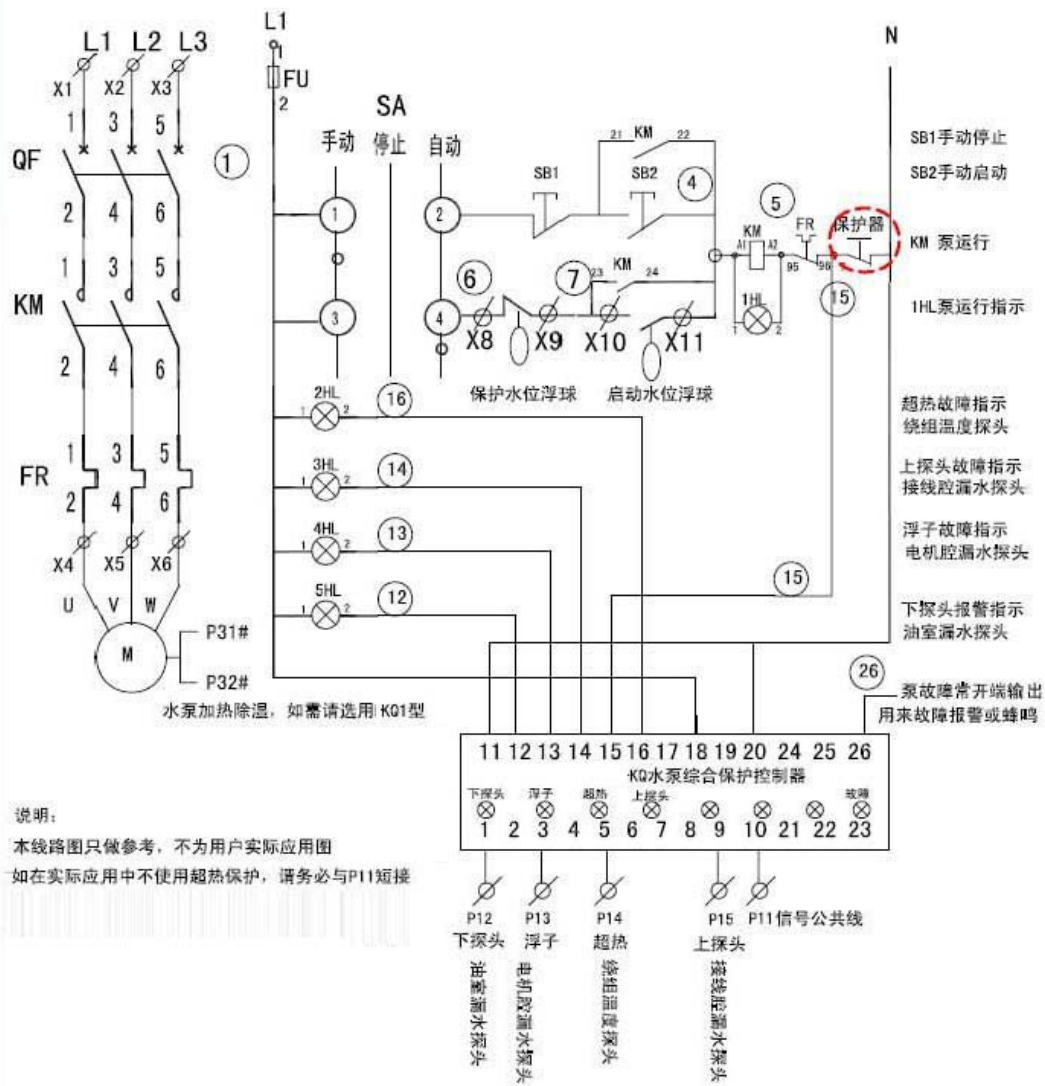 L1 L2 L3
X1 X2 X3
1 3 5
QF
2 4 6
1 3 5
KM
2 4 6
1 3 5
FR
2 4 6
X4 X5 X6
U V W
M
P31#
P32#
水泵加热除湿，如需请选用 KQ1型
1
L1
1
FU
2
SA
手动 停止 自动
1 2
3 4
SB1
21 KM 22
SB2
4
5
KM
A1 A2
FR
95 96
保护器
15
1HL
1 2
6
7
23 KM 24
X8 X9 X10 X11
保护水位浮球 启动水位浮球
2HL
1 2
16
3HL
1 2
14
4HL
1 2
13
5HL
1 2
12
15
26
N
SB1手动停止
SB2手动启动
KM 泵运行
1HL泵运行指示
超热故障指示
绕组温度探头
上探头故障指示
接线腔漏水探头
浮子故障指示
电机腔漏水探头
下探头报警指示
油室漏水探头
泵故障常开端输出
用来故障报警或蜂鸣
11 12 13 14 15 16 17 18 19 20 24 25 26
KQ水泵综合保护控制器
下探头 浮子 超热 上探头 故障
1 2 3 4 5 6 7 8 9 10 21 22 23
P12 P13 P14 P15 P11信号公共线
下探头 浮子 超热 上探头
油室漏水探头
电机腔漏水探头
绕组温度探头
接线腔漏水探头
说明：
本线路图只做参考，不为用户实际应用图
如在实际应用中不使用超热保护，请务必与P11短接